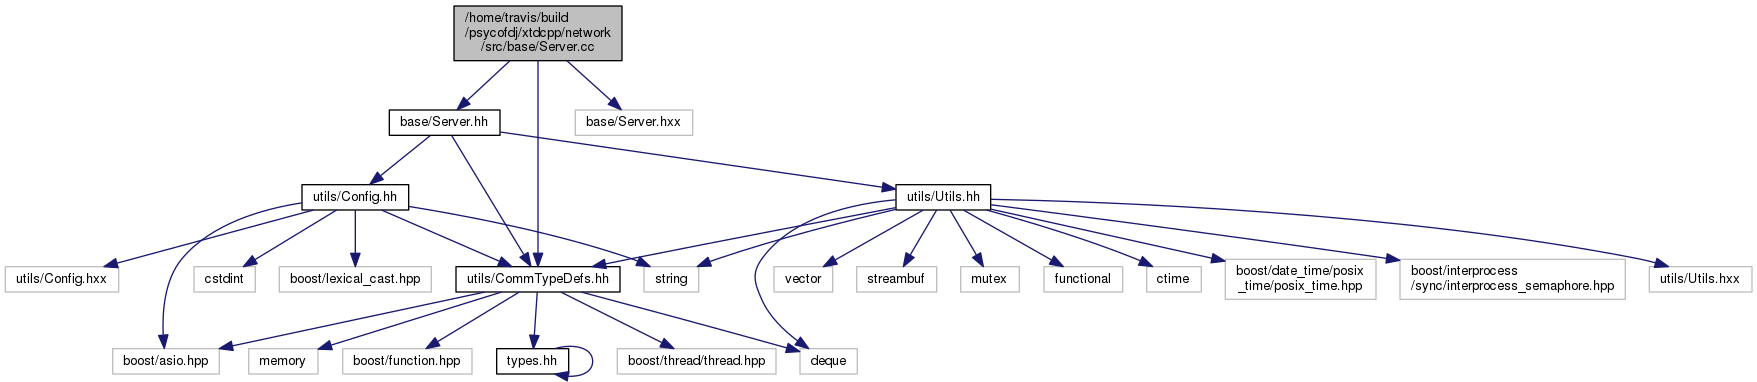 /home/travis/build
/psycofdj/xtdcpp/network
/src/base/Server.cc
base/Server.hh
base/Server.hxx
utils/Config.hh
utils/Utils.hh
utils/Config.hxx
cstdint
boost/lexical_cast.hpp
utils/CommTypeDefs.hh
string
vector
streambuf
mutex
functional
ctime
boost/date_time/posix
_time/posix_time.hpp
boost/interprocess
/sync/interprocess_semaphore.hpp
utils/Utils.hxx
boost/asio.hpp
memory
boost/function.hpp
types.hh
boost/thread/thread.hpp
deque